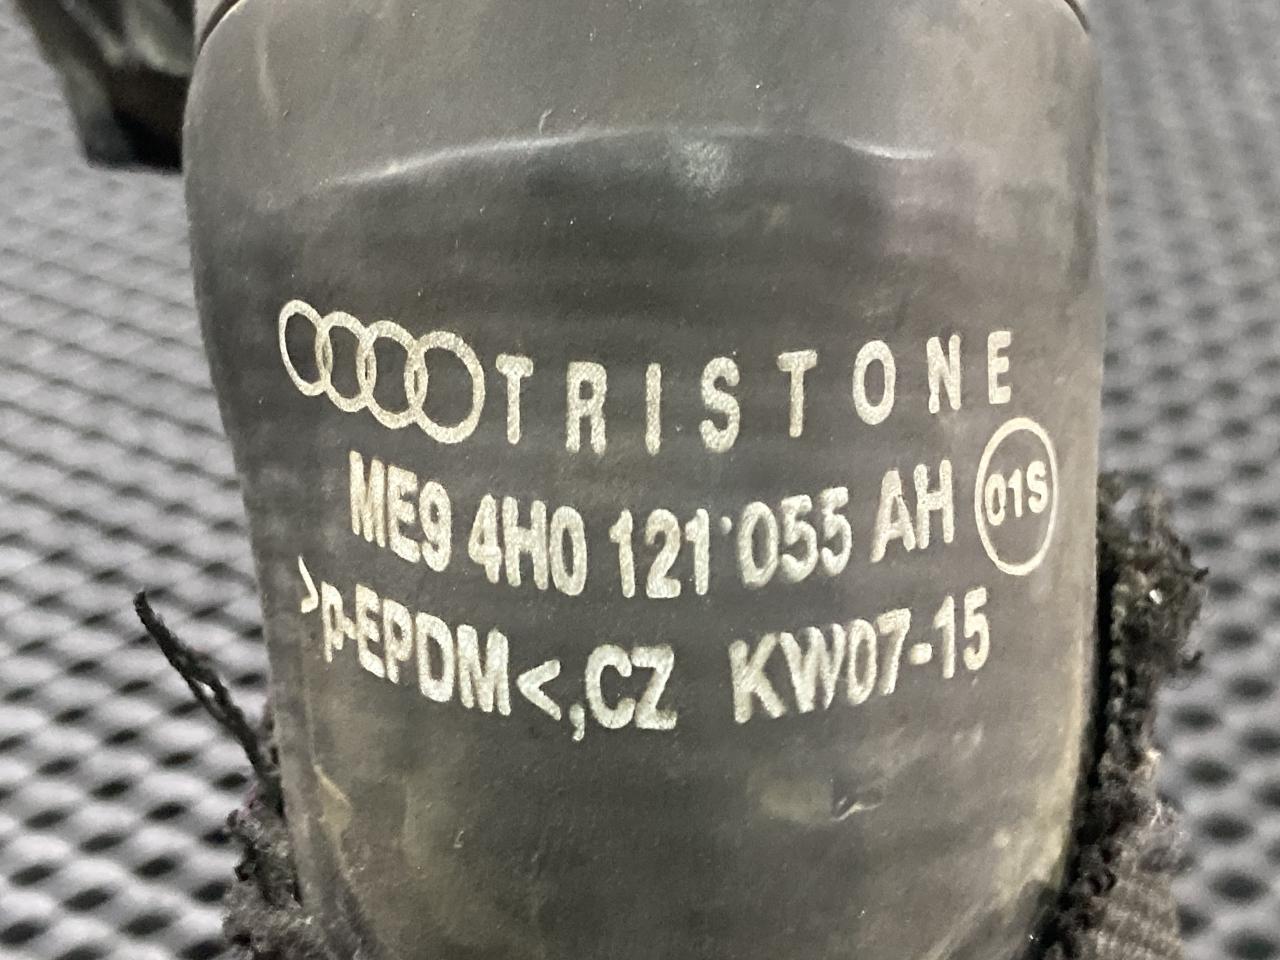 TRISTONE
ME9 4H0 121 055 AH 01S
>p-EPDM<,CZ KW07-15